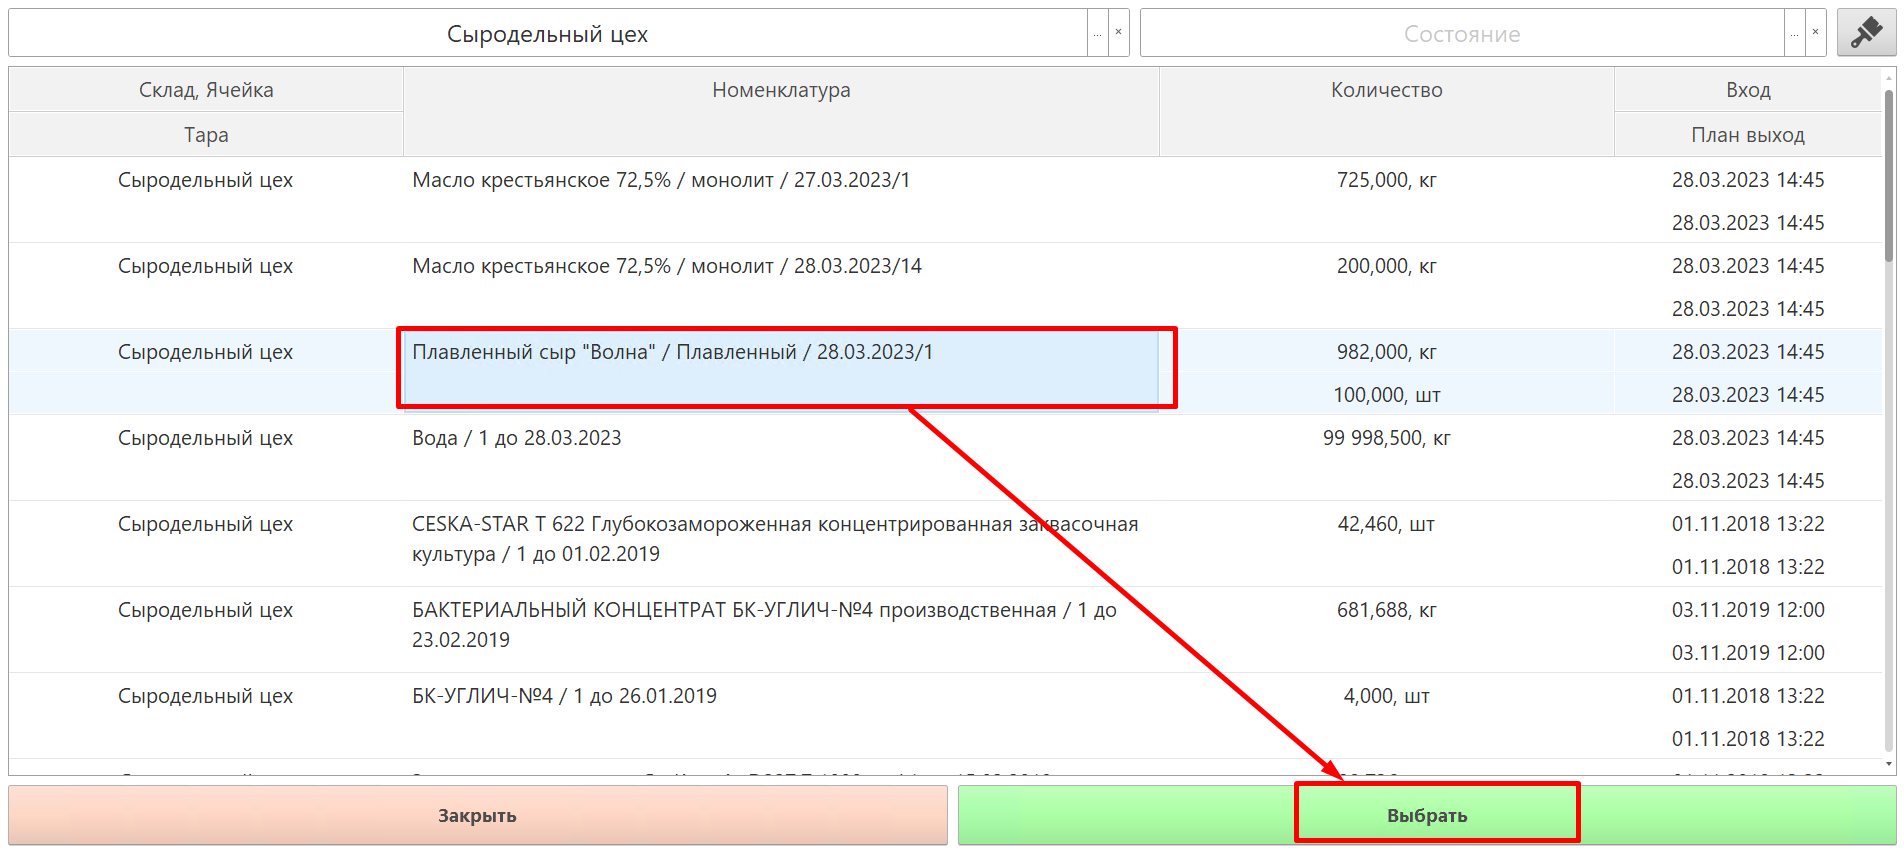 Сыродельный цех ... × Состояние ... ×
Склад, Ячейка Номенклатура Количество Вход
Тара План выход
Сыродельный цех Масло крестьянское 72,5% / монолит / 27.03.2023/1 725,000, кг 28.03.2023 14:45
28.03.2023 14:45
Сыродельный цех Масло крестьянское 72,5% / монолит / 28.03.2023/14 200,000, кг 28.03.2023 14:45
28.03.2023 14:45
Сыродельный цех Плавленный сыр "Волна" / Плавленный / 28.03.2023/1 982,000, кг 28.03.2023 14:45
100,000, шт 28.03.2023 14:45
Сыродельный цех Вода / 1 до 28.03.2023 99 998,500, кг 28.03.2023 14:45
28.03.2023 14:45
Сыродельный цех CESKA-STAR T 622 Глубокозамороженная концентрированная заквасочная 42,460, шт 01.11.2018 13:22
культура / 1 до 01.02.2019
01.11.2018 13:22
Сыродельный цех БАКТЕРИАЛЬНЫЙ КОНЦЕНТРАТ БК-УГЛИЧ-№4 производственная / 1 до 681,688, кг 03.11.2019 12:00
23.02.2019
03.11.2019 12:00
Сыродельный цех БК-УГЛИЧ-№4 / 1 до 26.01.2019 4,000, шт 01.11.2018 13:22
01.11.2018 13:22
Закрыть Выбрать